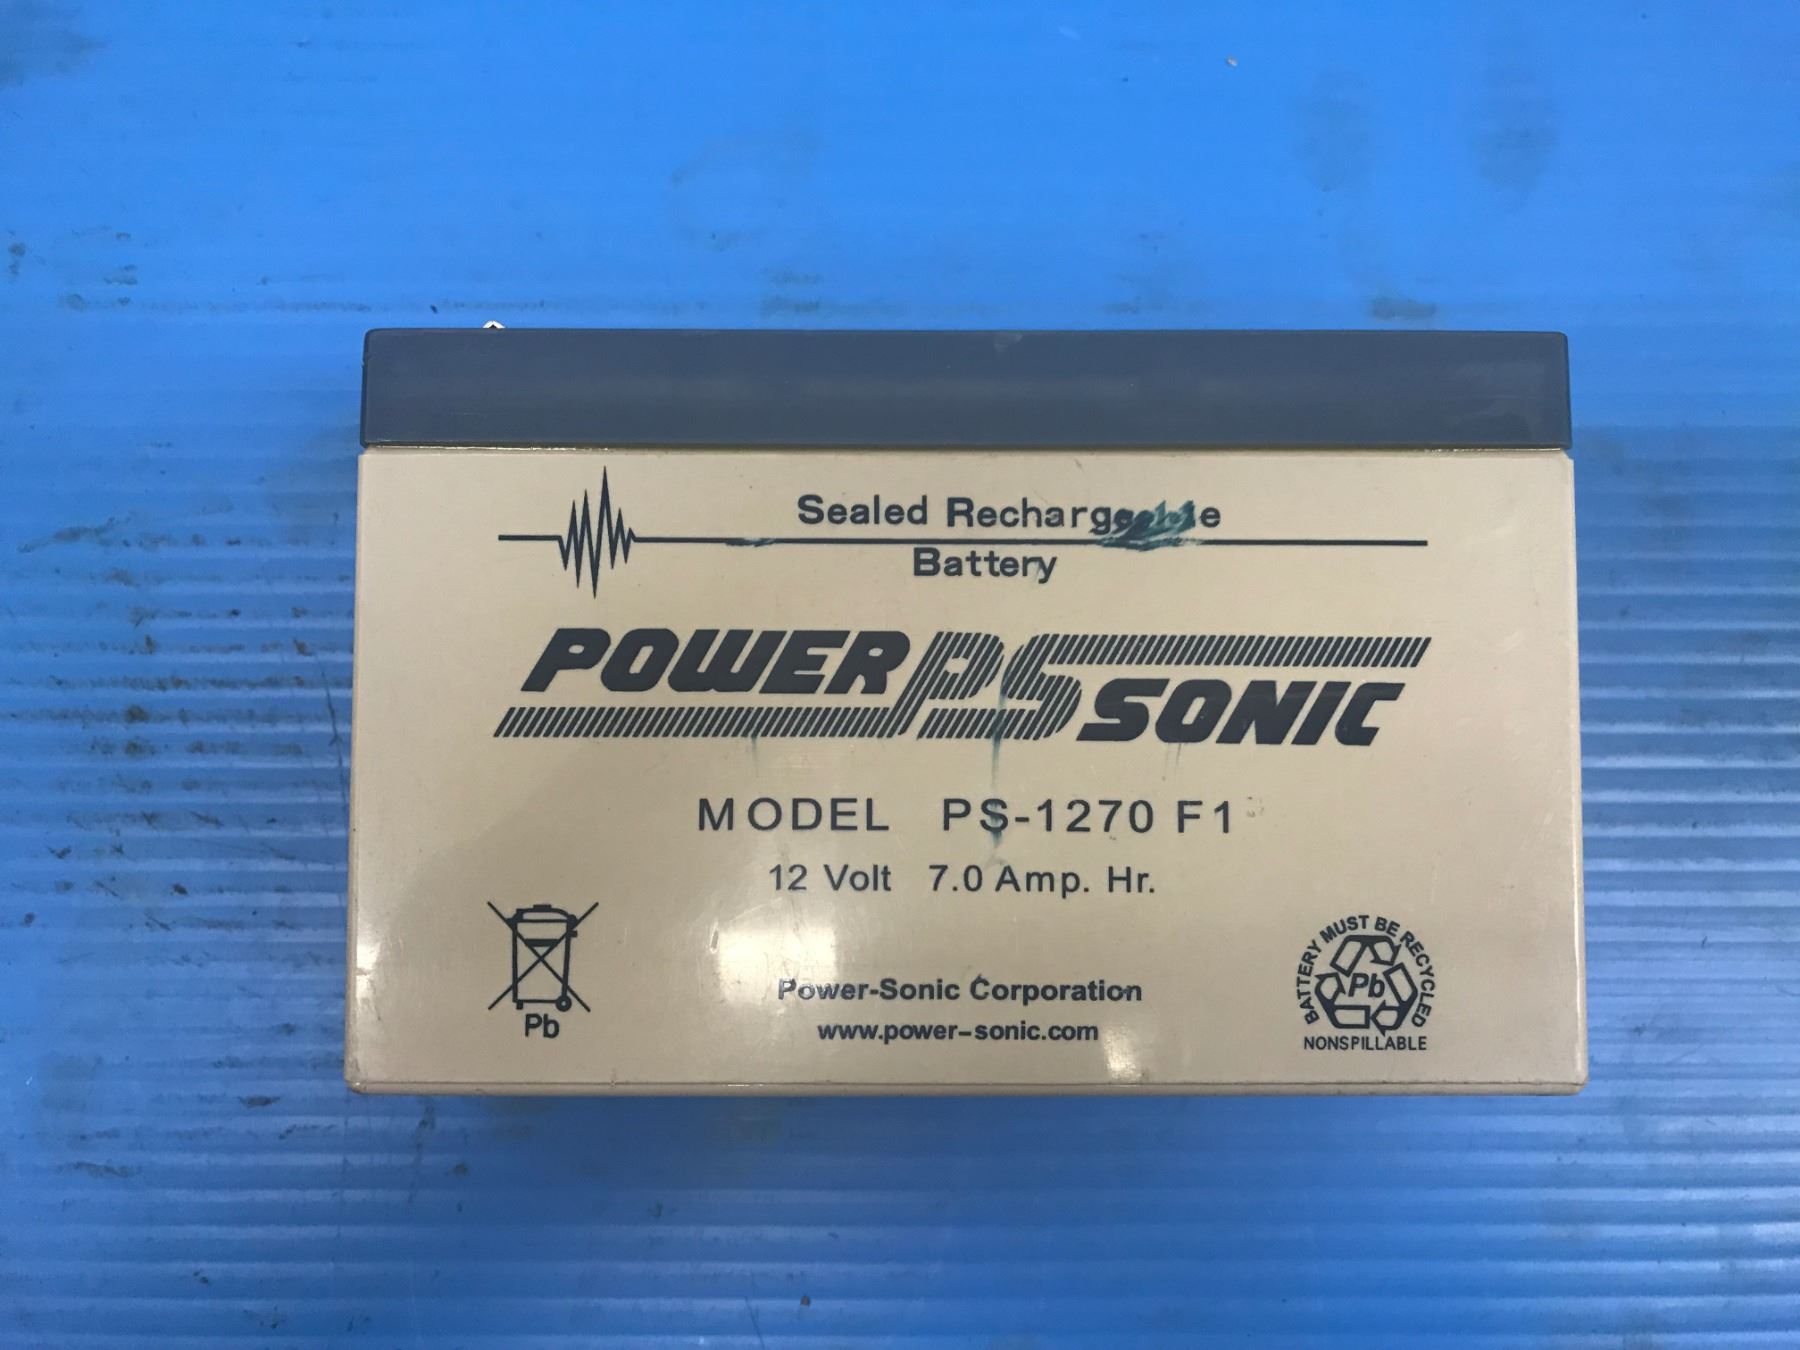 Sealed Rechargeable
Battery
POWER PS SONIC
MODEL PS-1270 F1
12 Volt 7.0 Amp. Hr.
Pb
Power-Sonic Corporation
www.power-sonic.com
BATTERY MUST BE RECYCLED
Pb
NONSPILLABLE